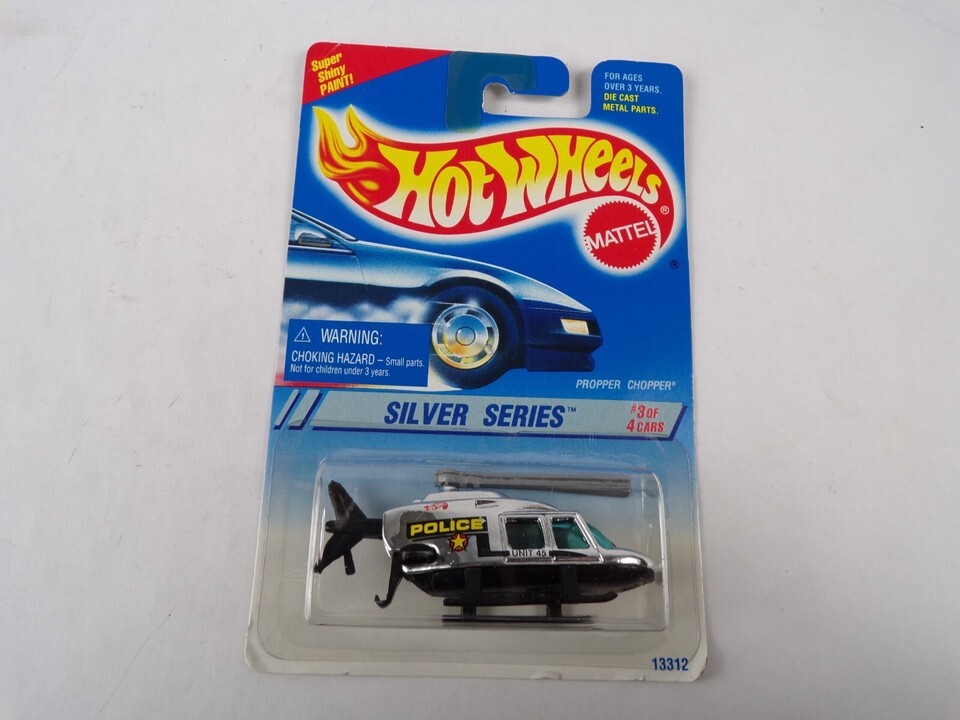 Super
Shiny
PAINT!
FOR AGES
OVER 3 YEARS.
DIE CAST
METAL PARTS.
HOT WHEELS®
MATTEL
®
⚠ WARNING:
CHOKING HAZARD – Small parts.
Not for children under 3 years.
PROPPER CHOPPER®
SILVER SERIES™
#3 OF
4 CARS
POLICE
UNIT 45
13312